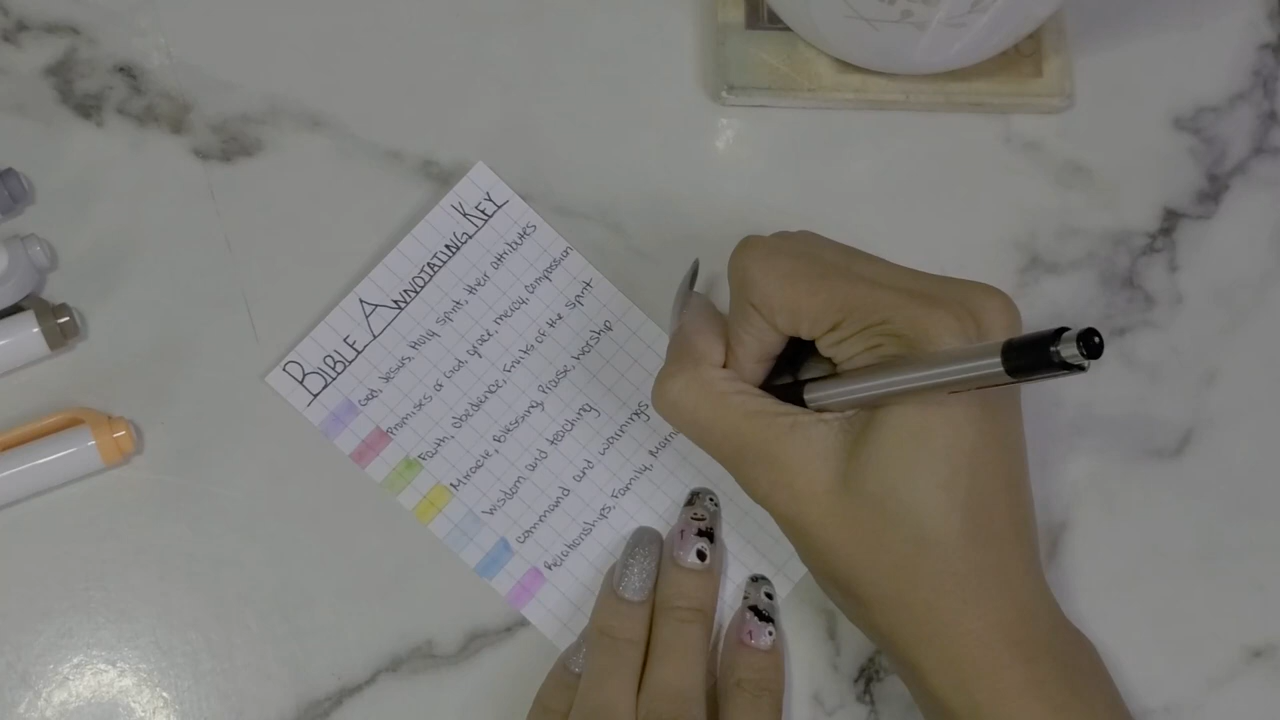 BIBLE ANNOTATING KEY
God, Jesus, Holy Spirit, their attributes
Promises of God, grace, mercy, compassion
Faith, obedience, Fruits of the Spirit
Miracle, Blessing, Praise, Worship
Wisdom and teaching
command and warnings
Relationships, Family,